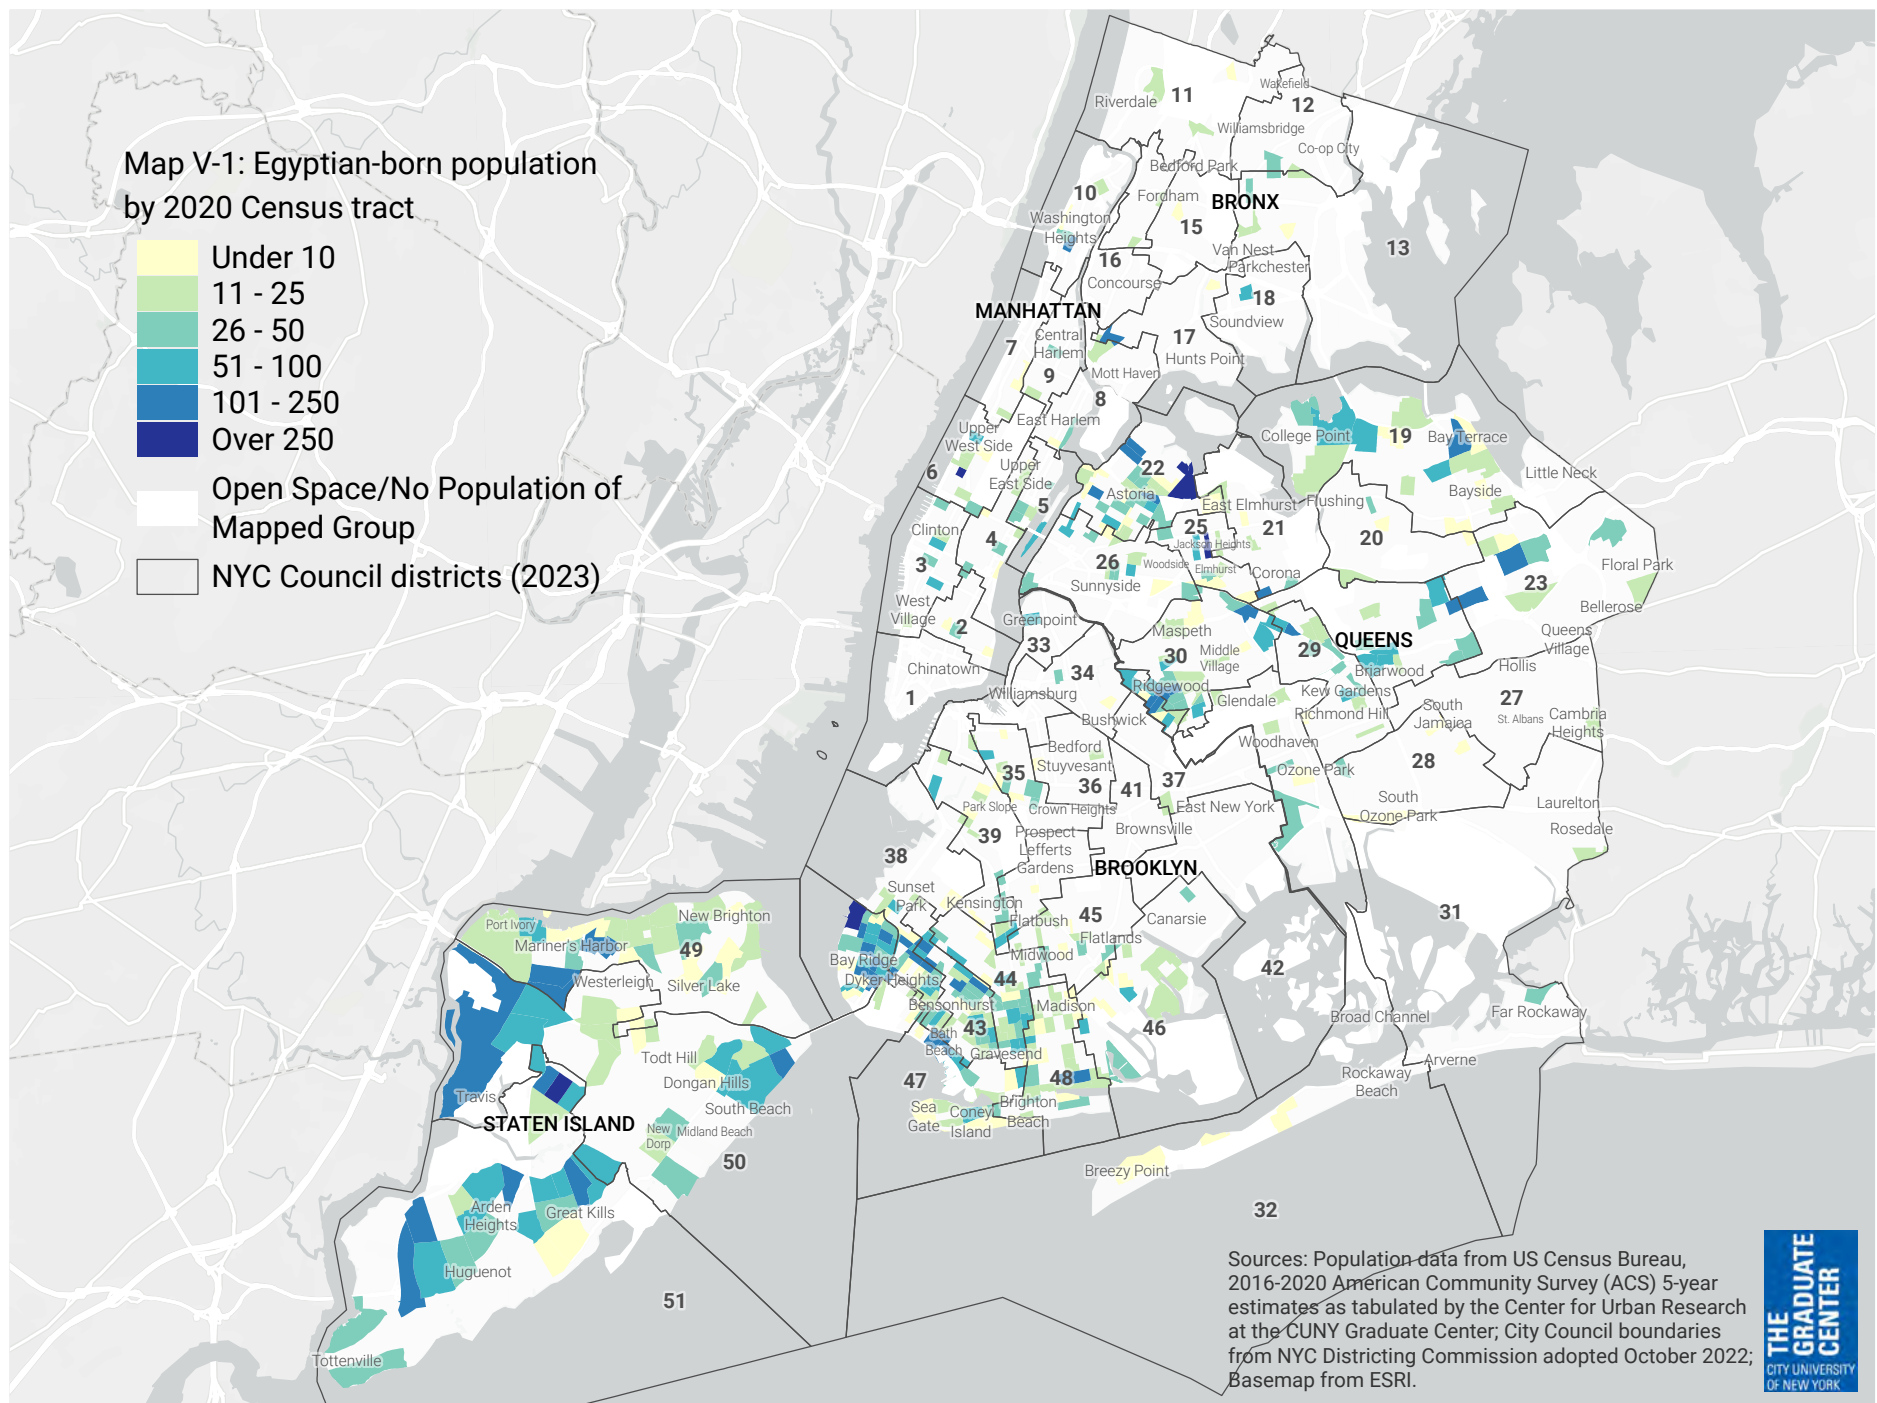 Map V-1: Egyptian-born population
by 2020 Census tract
Under 10
11 - 25
26 - 50
51 - 100
101 - 250
Over 250
Open Space/No Population of
Mapped Group
NYC Council districts (2023)
Wakefield
11
Riverdale
12
Williamsbridge
Co-op City
Bedford Park
10
Fordham
BRONX
Washington
Heights
15
13
Van Nest
16
Parkchester
Concourse
18
MANHATTAN
Soundview
Central
Harlem
7
17
Hunts Point
9
Mott Haven
8
East Harlem
Upper
West Side
College Point
19
Bay Terrace
6
Upper
East Side
22
Little Neck
Astoria
Bayside
5
East Elmhurst
Flushing
Clinton
4
25
21
20
Jackson Heights
3
26
Woodside
Elmhurst
Corona
Floral Park
Sunnyside
23
West
Village
Bellerose
2
Greenpoint
Maspeth
QUEENS
Queens
Village
33
30
Middle
Village
29
Chinatown
34
Briarwood
Hollis
Ridgewood
1
Williamsburg
Glendale
Kew Gardens
27
Bushwick
Richmond Hill
South
Jamaica
St. Albans
Cambria
Heights
Bedford
Stuyvesant
Woodhaven
35
Ozone Park
28
36
41
37
Park Slope
Crown Heights
East New York
South
Ozone Park
Laurelton
39
Prospect
Lefferts
Gardens
Brownsville
Rosedale
38
BROOKLYN
Sunset
Park
Kensington
Port Ivory
New Brighton
Flatbush
45
Canarsie
31
Mariner's Harbor
49
Flatlands
Bay Ridge
Midwood
42
Westerleigh
Silver Lake
Dyker Heights
44
Bensonhurst
Madison
Broad Channel
Far Rockaway
43
46
Bath
Beach
Gravesend
Todt Hill
Arverne
Dongan Hills
47
48
Rockaway
Beach
Travis
South Beach
Sea
Gate
Coney
Island
Brighton
Beach
STATEN ISLAND
New
Dorp
Midland Beach
50
Breezy Point
Arden
Heights
Great Kills
32
Huguenot
51
Tottenville
Sources: Population data from US Census Bureau,
2016-2020 American Community Survey (ACS) 5-year
estimates as tabulated by the Center for Urban Research
at the CUNY Graduate Center; City Council boundaries
from NYC Districting Commission adopted October 2022;
Basemap from ESRI.
THE
GRADUATE
CENTER
CITY UNIVERSITY
OF NEW YORK